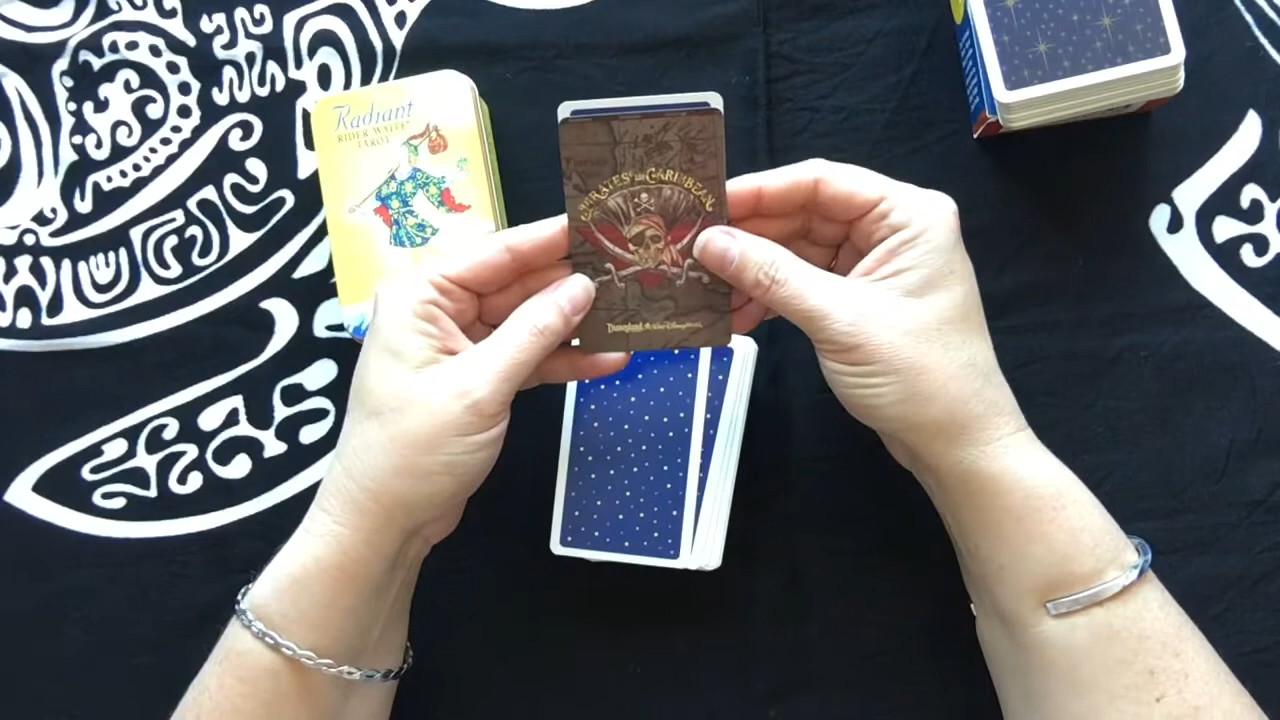 Radiant
RIDER-WAITE
TAROT
PIRATES OF THE CARIBBEAN
Disneyland